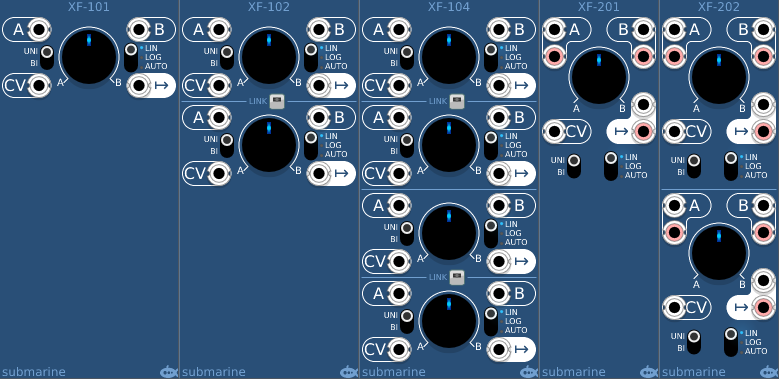 XF-101
A B
UNI LIN
BI LOG
AUTO
A B
CV ↦
submarine
XF-102
A B
UNI LIN
BI LOG
AUTO
A B
CV ↦
LINK
A B
UNI LIN
BI LOG
AUTO
A B
CV ↦
submarine
XF-104
A B
UNI LIN
BI LOG
AUTO
A B
CV ↦
LINK
A B
UNI LIN
BI LOG
AUTO
A B
CV ↦
A B
UNI LIN
BI LOG
AUTO
A B
CV ↦
LINK
A B
UNI LIN
BI LOG
AUTO
A B
CV ↦
submarine
XF-201
A B
A B
CV ↦
UNI LIN
BI LOG
AUTO
submarine
XF-202
A B
A B
CV ↦
UNI LIN
BI LOG
AUTO
A B
A B
CV ↦
UNI LIN
BI LOG
AUTO
submarine